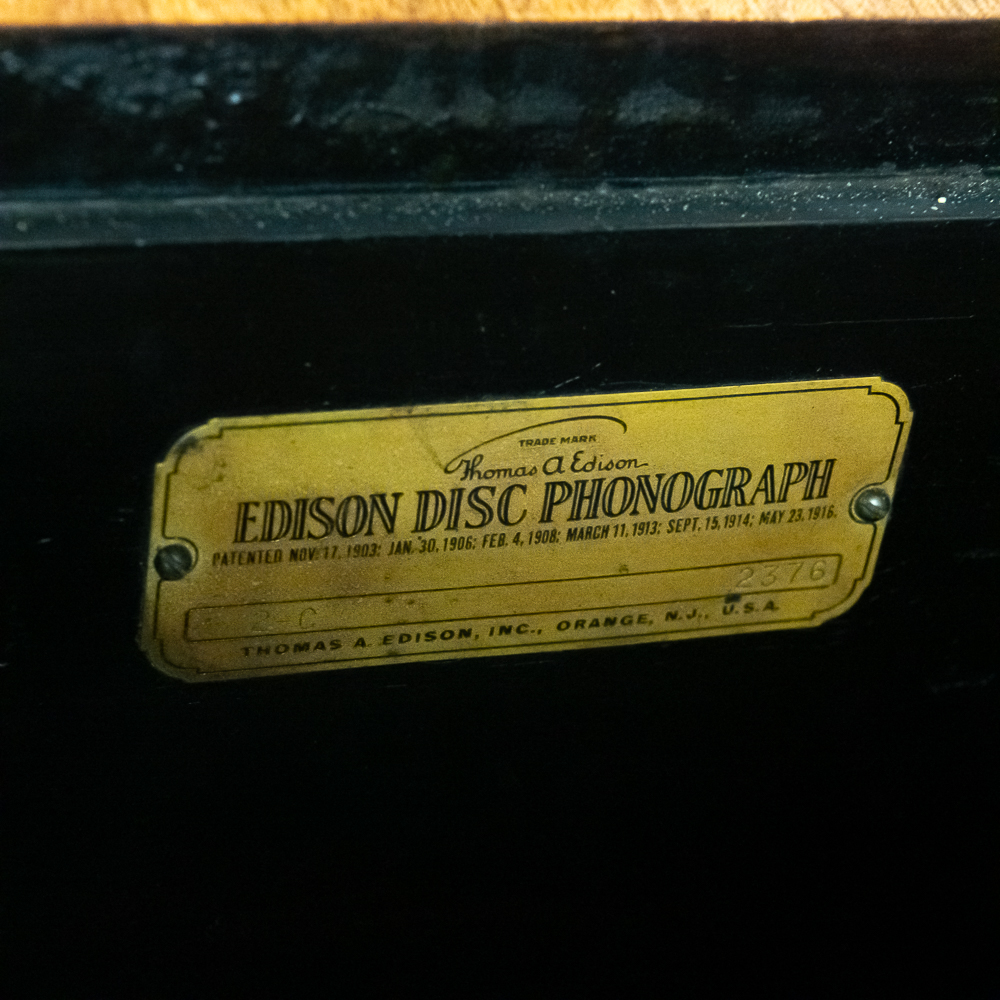 TRADE MARK
Thomas A Edison
EDISON DISC PHONOGRAPH
PATENTED NOV. 17, 1903; JAN. 30, 1906; FEB. 4, 1908; MARCH 11, 1913; SEPT. 15, 1914; MAY 23, 1916.
2-C 2376
THOMAS A. EDISON, INC., ORANGE, N.J., U.S.A.